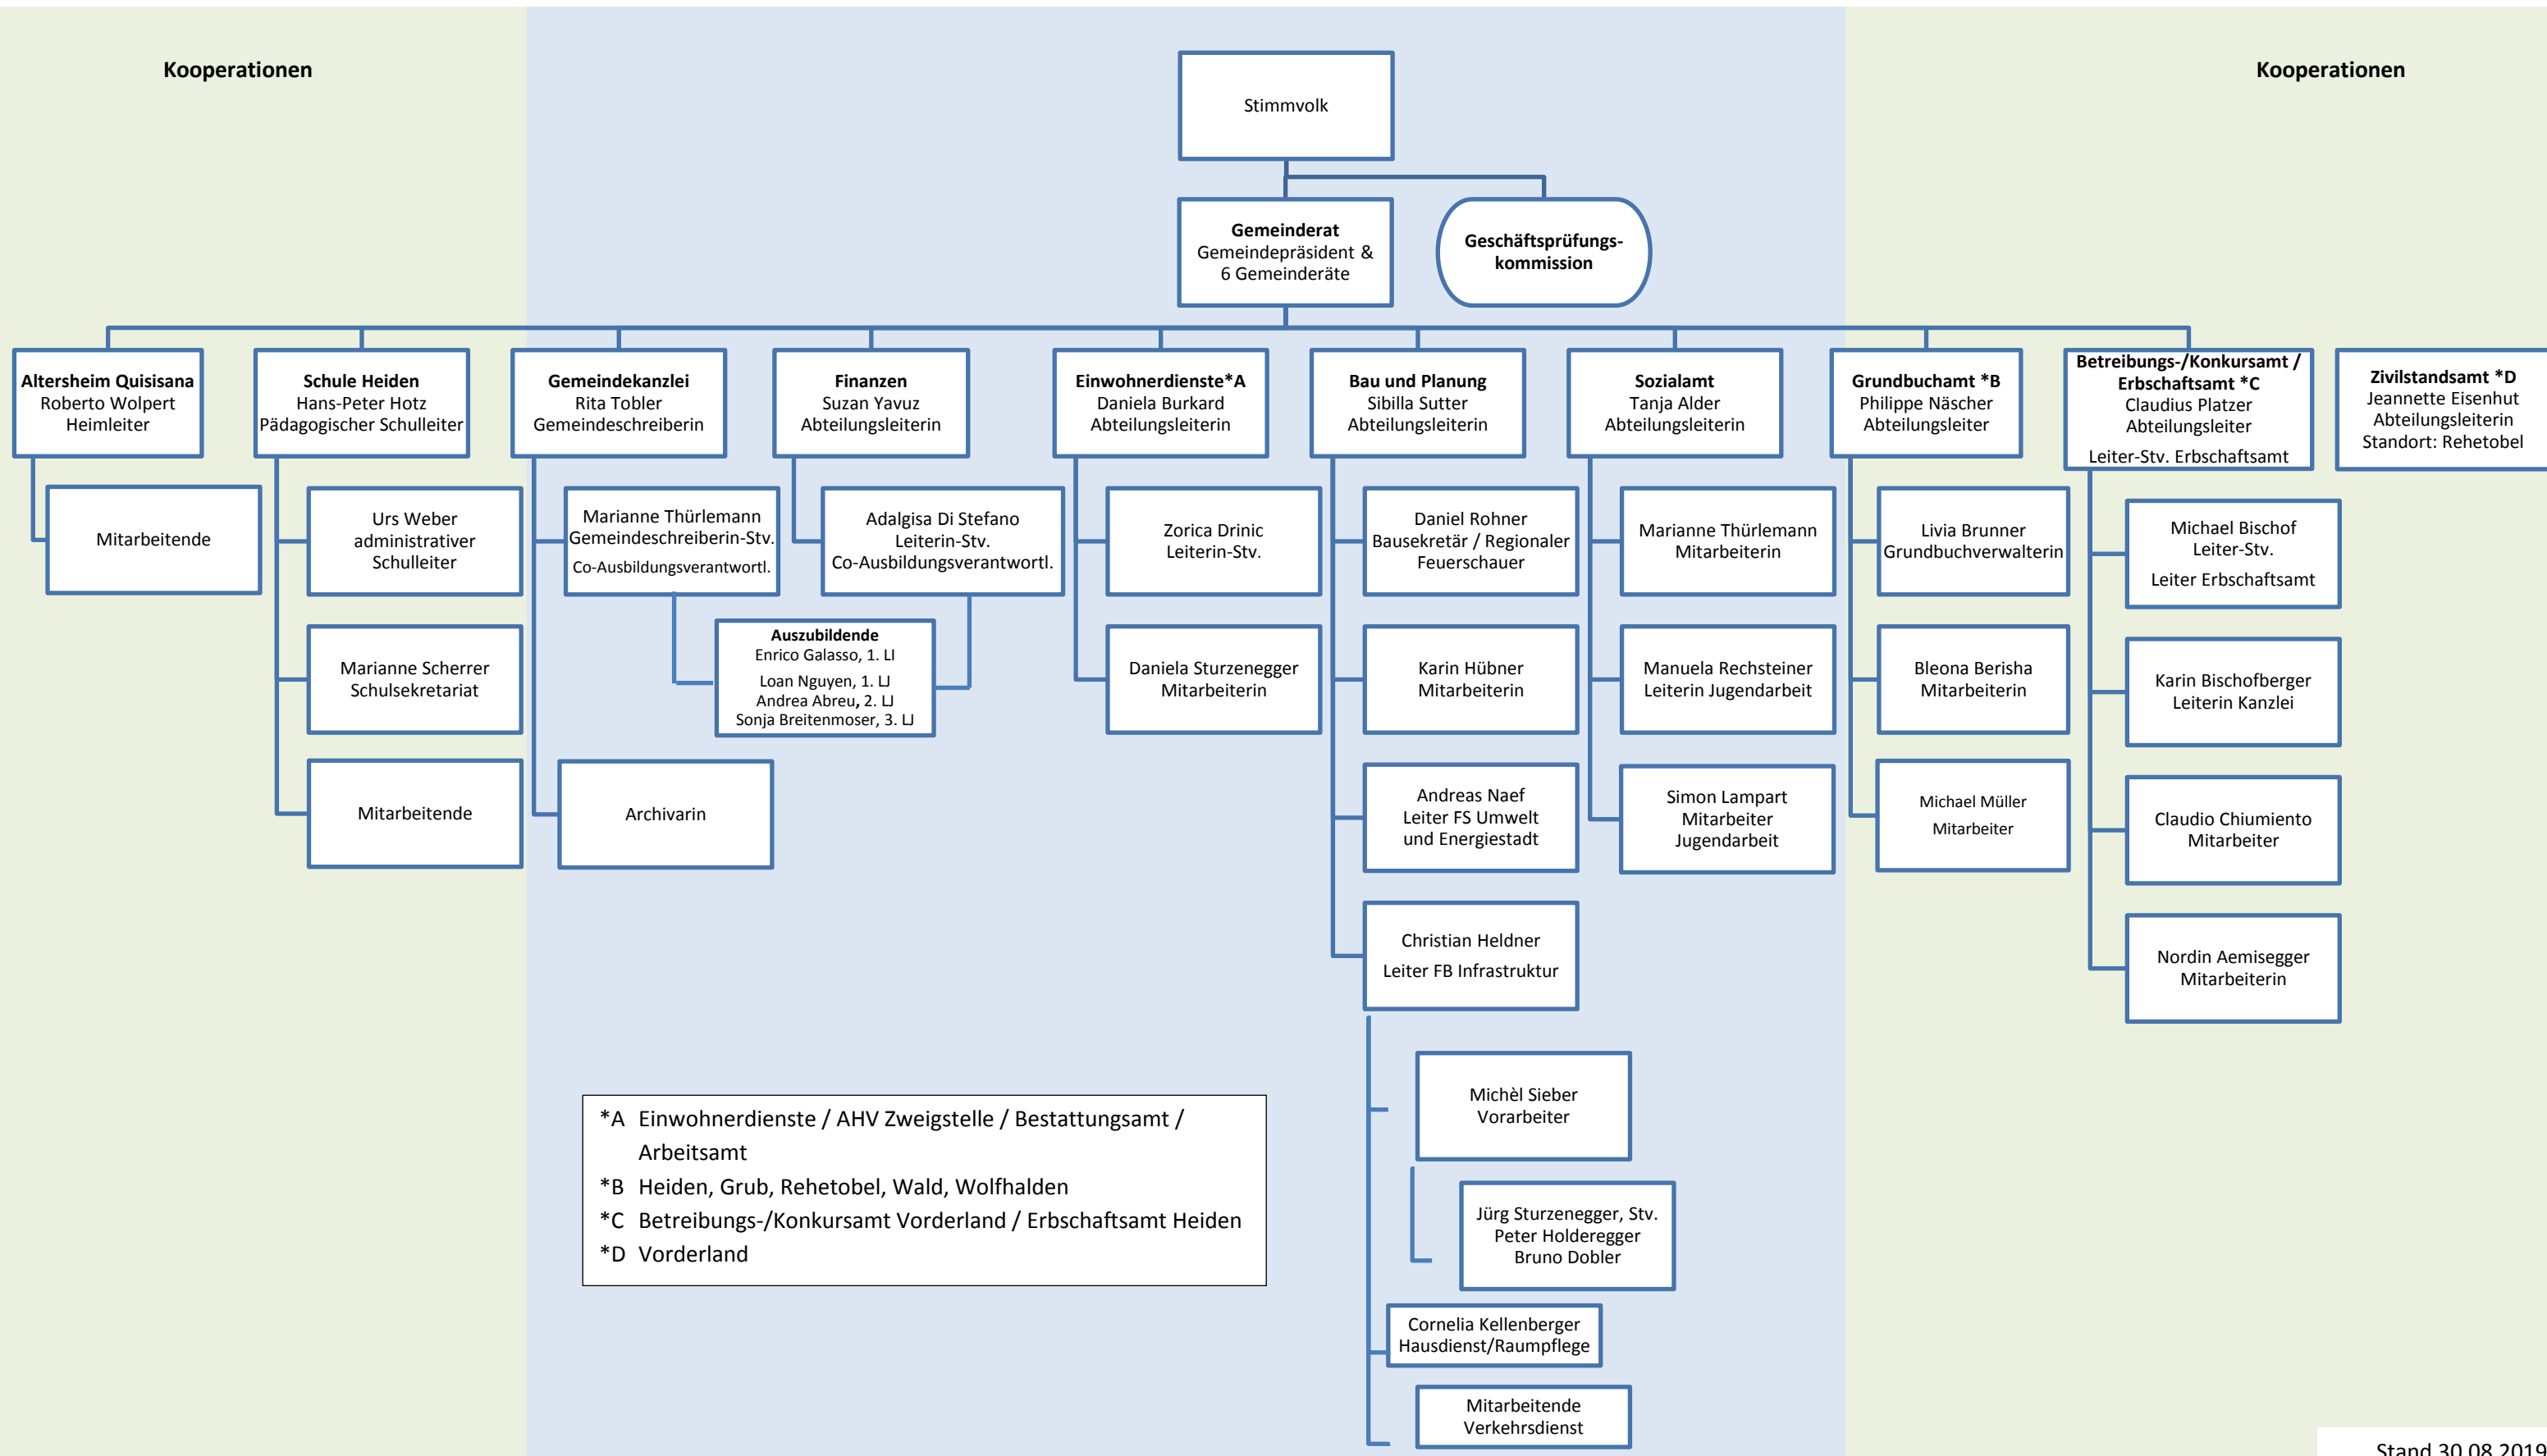 Kooperationen
Kooperationen
Stimmvolk
Gemeinderat
Gemeindepräsident &
6 Gemeinderäte
Geschäftsprüfungs-
kommission
Altersheim Quisisana
Roberto Wolpert
Heimleiter
Mitarbeitende
Schule Heiden
Hans-Peter Hotz
Pädagogischer Schulleiter
Urs Weber
administrativer
Schulleiter
Marianne Scherrer
Schulsekretariat
Mitarbeitende
Gemeindekanzlei
Rita Tobler
Gemeindeschreiberin
Marianne Thürlemann
Gemeindeschreiberin-Stv.
Co-Ausbildungsverantwortl.
Archivarin
Finanzen
Suzan Yavuz
Abteilungsleiterin
Adalgisa Di Stefano
Leiterin-Stv.
Co-Ausbildungsverantwortl.
Auszubildende
Enrico Galasso, 1. LI
Loan Nguyen, 1. LJ
Andrea Abreu, 2. LJ
Sonja Breitenmoser, 3. LJ
Einwohnerdienste*A
Daniela Burkard
Abteilungsleiterin
Zorica Drinic
Leiterin-Stv.
Daniela Sturzenegger
Mitarbeiterin
Bau und Planung
Sibilla Sutter
Abteilungsleiterin
Daniel Rohner
Bausekretär / Regionaler
Feuerschauer
Karin Hübner
Mitarbeiterin
Andreas Naef
Leiter FS Umwelt
und Energiestadt
Christian Heldner
Leiter FB Infrastruktur
Michèl Sieber
Vorarbeiter
Jürg Sturzenegger, Stv.
Peter Holderegger
Bruno Dobler
Cornelia Kellenberger
Hausdienst/Raumpflege
Mitarbeitende
Verkehrsdienst
Sozialamt
Tanja Alder
Abteilungsleiterin
Marianne Thürlemann
Mitarbeiterin
Manuela Rechsteiner
Leiterin Jugendarbeit
Simon Lampart
Mitarbeiter
Jugendarbeit
Grundbuchamt *B
Philippe Näscher
Abteilungsleiter
Livia Brunner
Grundbuchverwalterin
Bleona Berisha
Mitarbeiterin
Michael Müller
Mitarbeiter
Betreibungs-/Konkursamt /
Erbschaftsamt *C
Claudius Platzer
Abteilungsleiter
Leiter-Stv. Erbschaftsamt
Michael Bischof
Leiter-Stv.
Leiter Erbschaftsamt
Karin Bischofberger
Leiterin Kanzlei
Claudio Chiumiento
Mitarbeiter
Nordin Aemisegger
Mitarbeiterin
Zivilstandsamt *D
Jeannette Eisenhut
Abteilungsleiterin
Standort: Rehetobel
*A Einwohnerdienste / AHV Zweigstelle / Bestattungsamt /
Arbeitsamt
*B Heiden, Grub, Rehetobel, Wald, Wolfhalden
*C Betreibungs-/Konkursamt Vorderland / Erbschaftsamt Heiden
*D Vorderland
Stand 30.08.2019